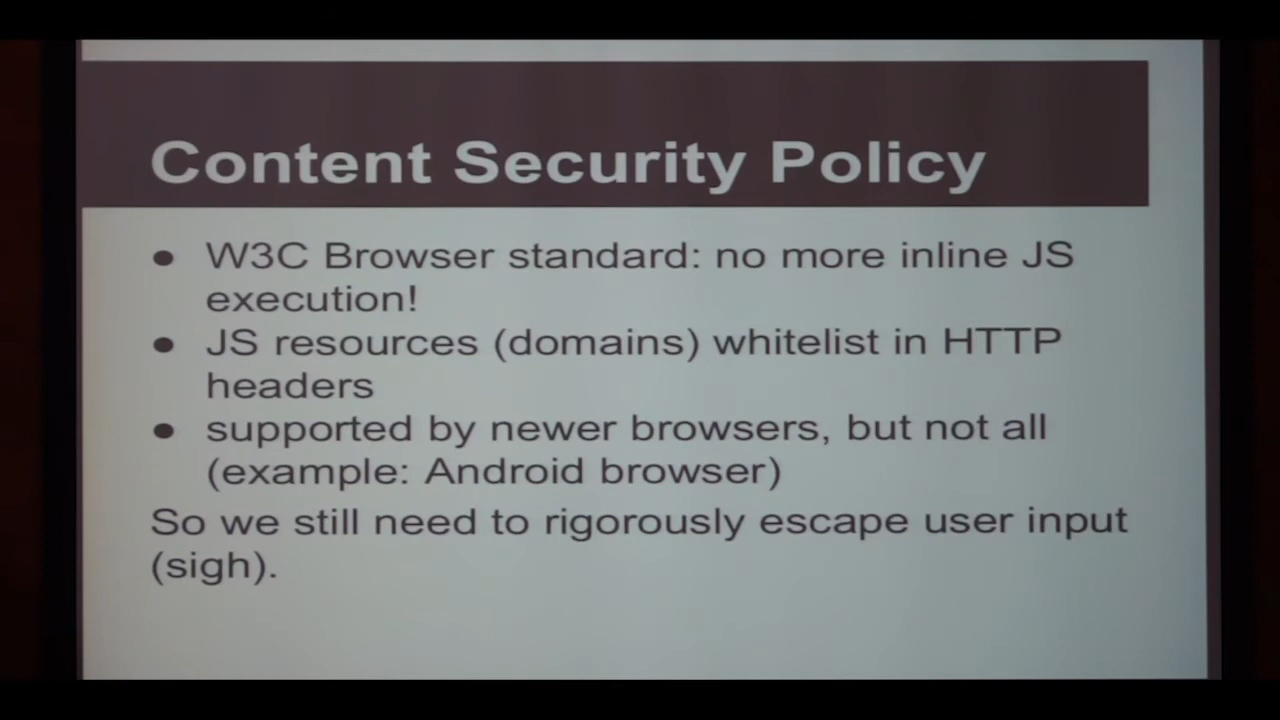 Content Security Policy
● W3C Browser standard: no more inline JS
execution!
● JS resources (domains) whitelist in HTTP
headers
● supported by newer browsers, but not all
(example: Android browser)
So we still need to rigorously escape user input
(sigh).